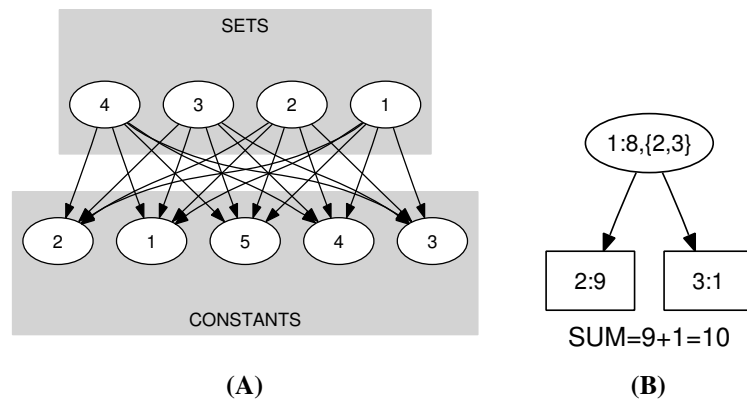 SETS
4 3 2 1
2 1 5 4 3
CONSTANTS
(A)
1:8,{2,3}
2:9 3:1
SUM=9+1=10
(B)